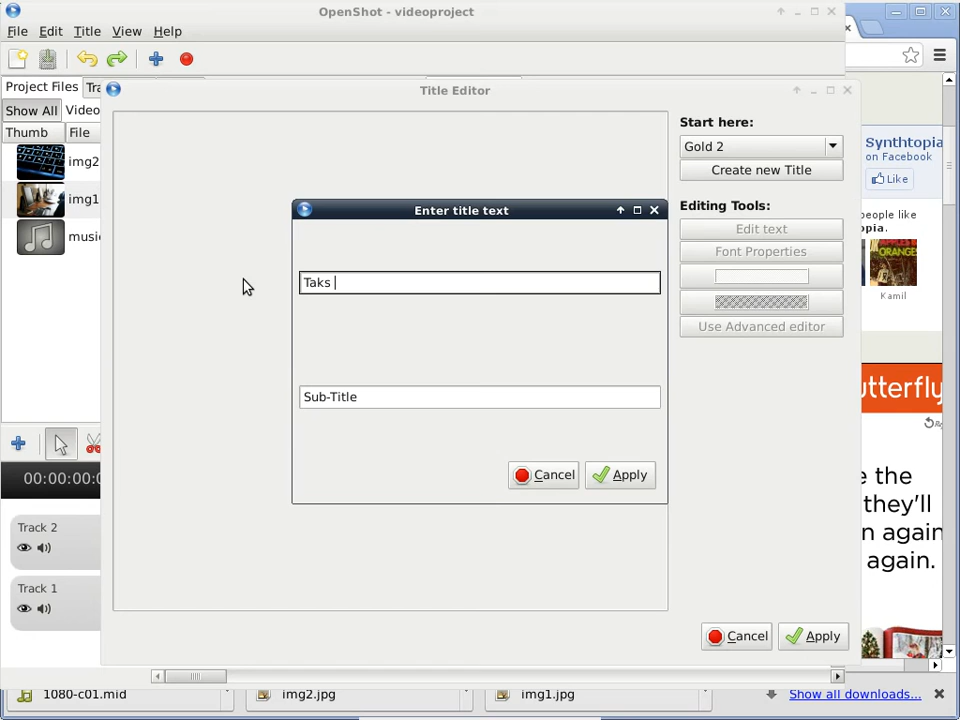 OpenShot - videoproject
File Edit Title View Help
Project Files Tra
Show All Video
Thumb File
img2
img1
music
Title Editor
Start here:
Gold 2
Create new Title
Editing Tools:
Edit text
Font Properties
Use Advanced editor
Enter title text
Taks
Sub-Title
Cancel Apply
Cancel Apply
00:00:00:0
Track 2
Track 1
Synthtopia
on Facebook
Like
people like
opia.
APPLES &
ORANGES
Kamil
utterfly
e the
they'll
n again
again.
1080-c01.mid img2.jpg img1.jpg Show all downloads...